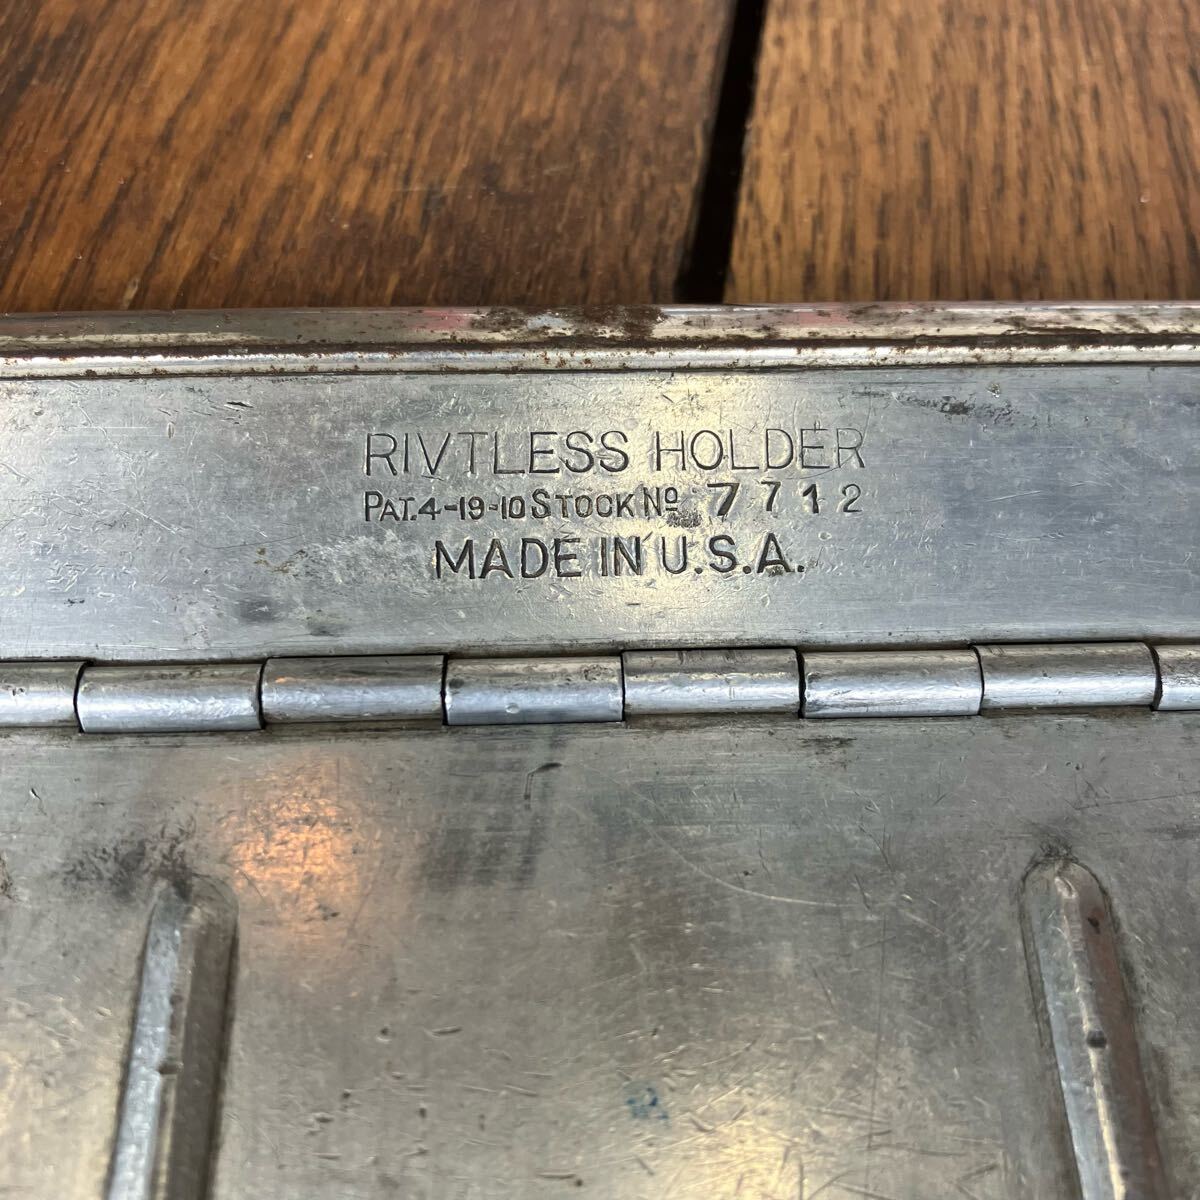 RIVTLESS HOLDER
PAT. 4-19-10 STOCK No 7712
MADE IN U.S.A.